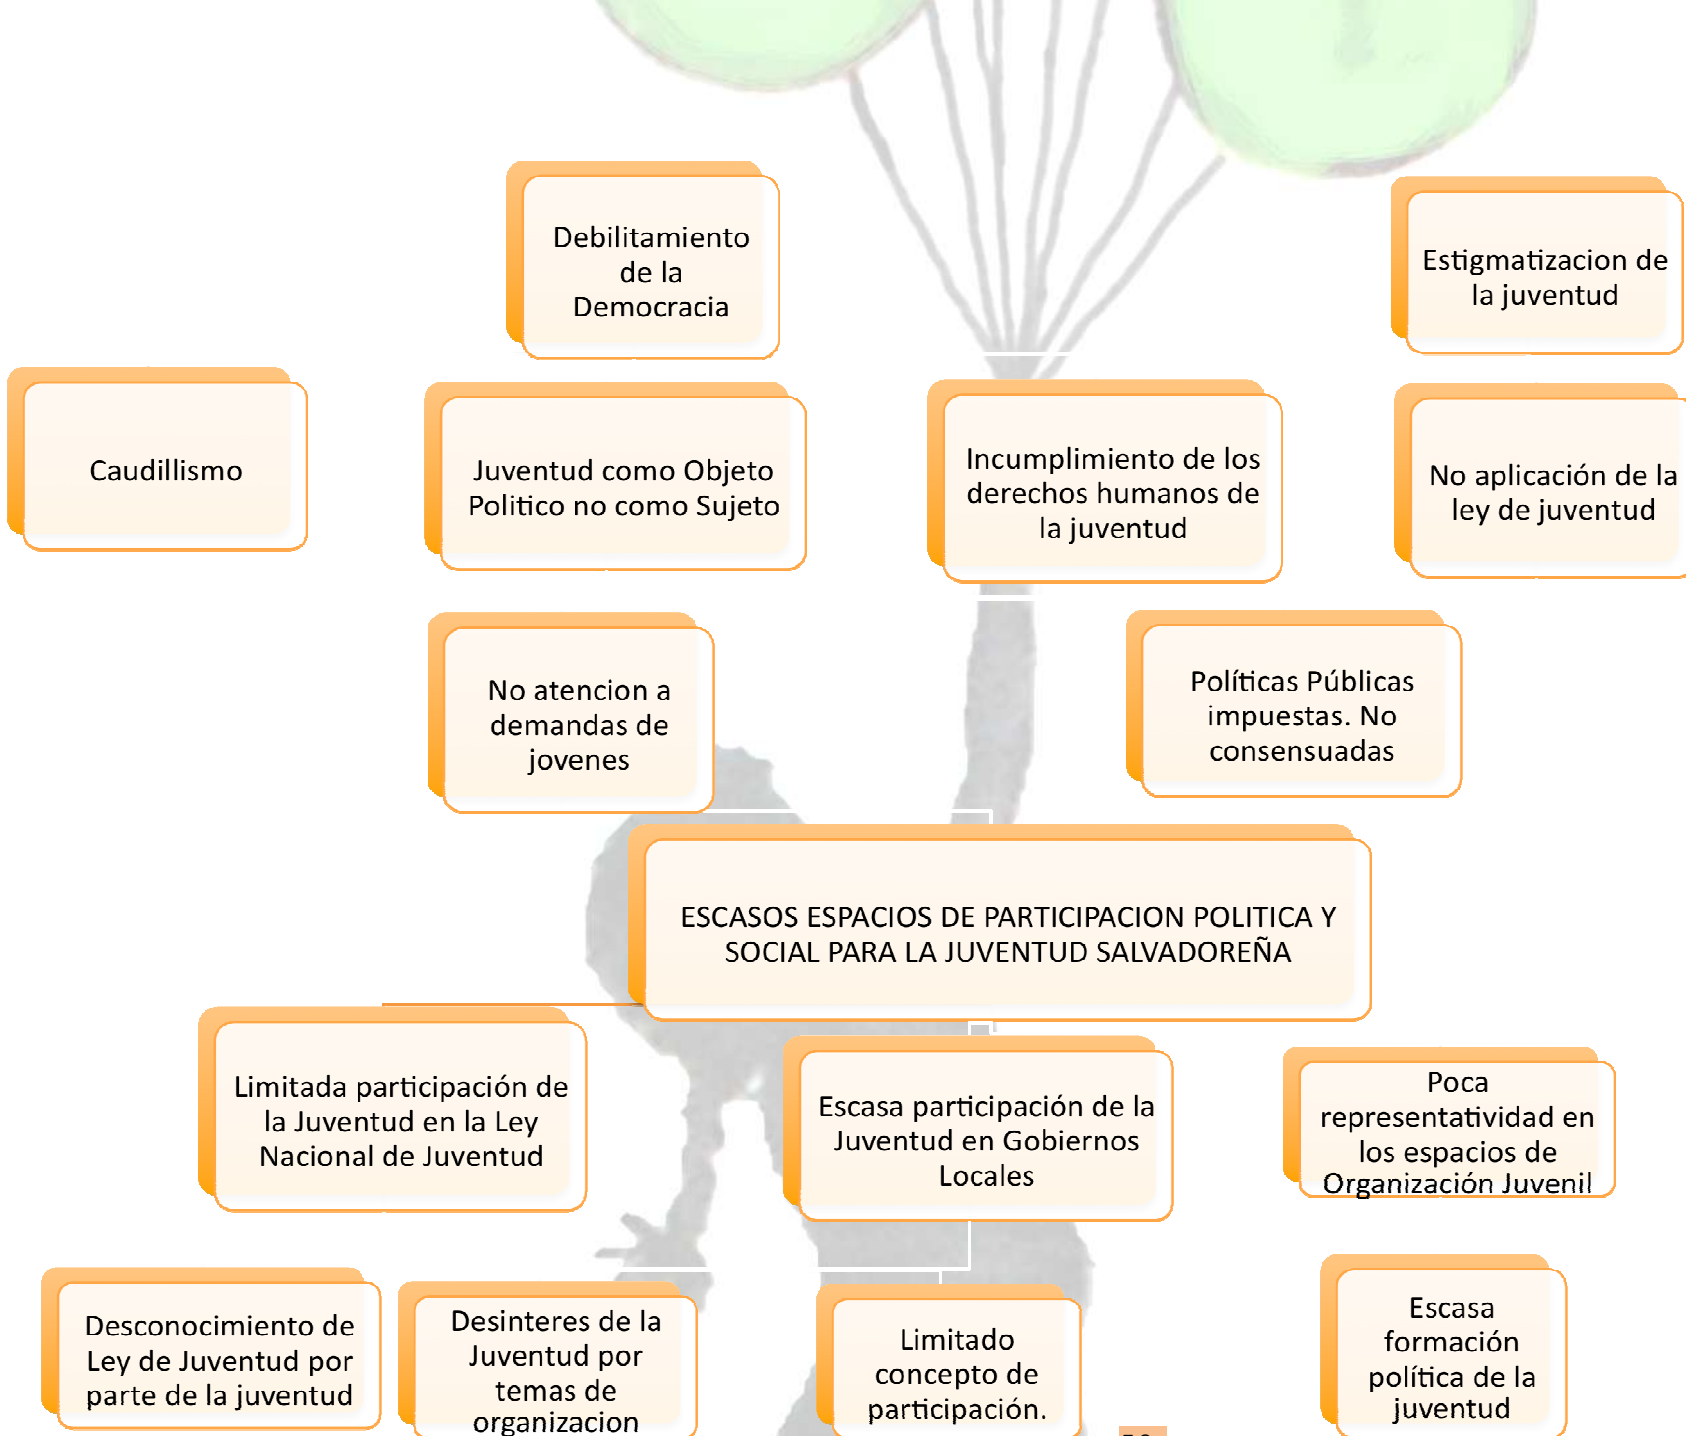 Debilitamiento
de la
Democracia
Estigmatizacion de
la juventud
Caudillismo
Juventud como Objeto
Politico no como Sujeto
Incumplimiento de los
derechos humanos de
la juventud
No aplicación de la
ley de juventud
No atencion a
demandas de
jovenes
Políticas Públicas
impuestas. No
consensuadas
ESCASOS ESPACIOS DE PARTICIPACION POLITICA Y
SOCIAL PARA LA JUVENTUD SALVADOREÑA
Limitada participación de
la Juventud en la Ley
Nacional de Juventud
Escasa participación de la
Juventud en Gobiernos
Locales
Poca
representatividad en
los espacios de
Organización Juvenil
Desconocimiento de
Ley de Juventud por
parte de la juventud
Desinteres de la
Juventud por
temas de
organizacion
Limitado
concepto de
participación.
Escasa
formación
política de la
juventud